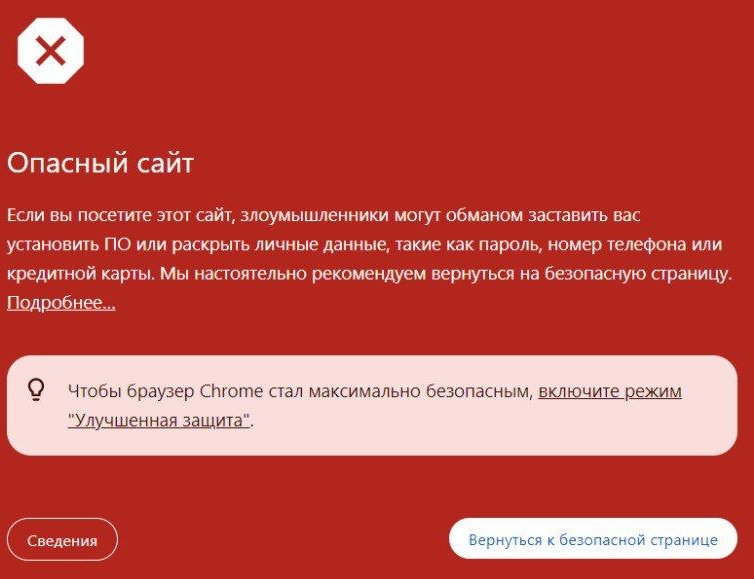 Опасный сайт
Если вы посетите этот сайт, злоумышленники могут обманом заставить вас
установить ПО или раскрыть личные данные, такие как пароль, номер телефона или
кредитной карты. Мы настоятельно рекомендуем вернуться на безопасную страницу.
Подробнее...
Чтобы браузер Chrome стал максимально безопасным, включите режим
"Улучшенная защита".
Сведения
Вернуться к безопасной странице